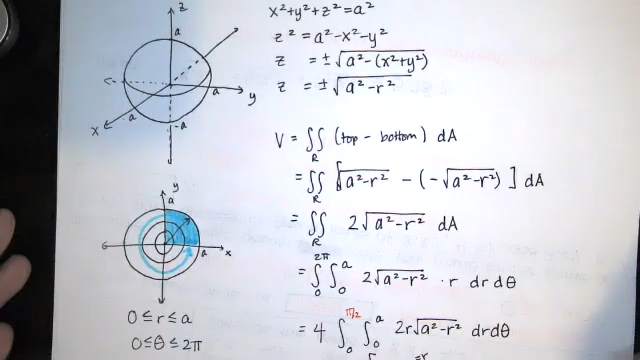 z
a
a
y
x
a
-a
x²+y²+z²=a²
z²=a²-x²-y²
z =±√(a²-(x²+y²))
z =±√(a²-r²)
V = ∬_R (top - bottom) dA
= ∬_R [√(a²-r²) - (-√(a²-r²)] dA
= ∬_R 2√(a²-r²) dA
= ∫_0^2π ∫_0^a 2√(a²-r²) · r dr dθ
= 4 ∫_0^π/2 ∫_0^a 2r√(a²-r²) drdθ
y
a
a
x
0 ≤ r ≤ a
0 ≤ θ ≤ 2π